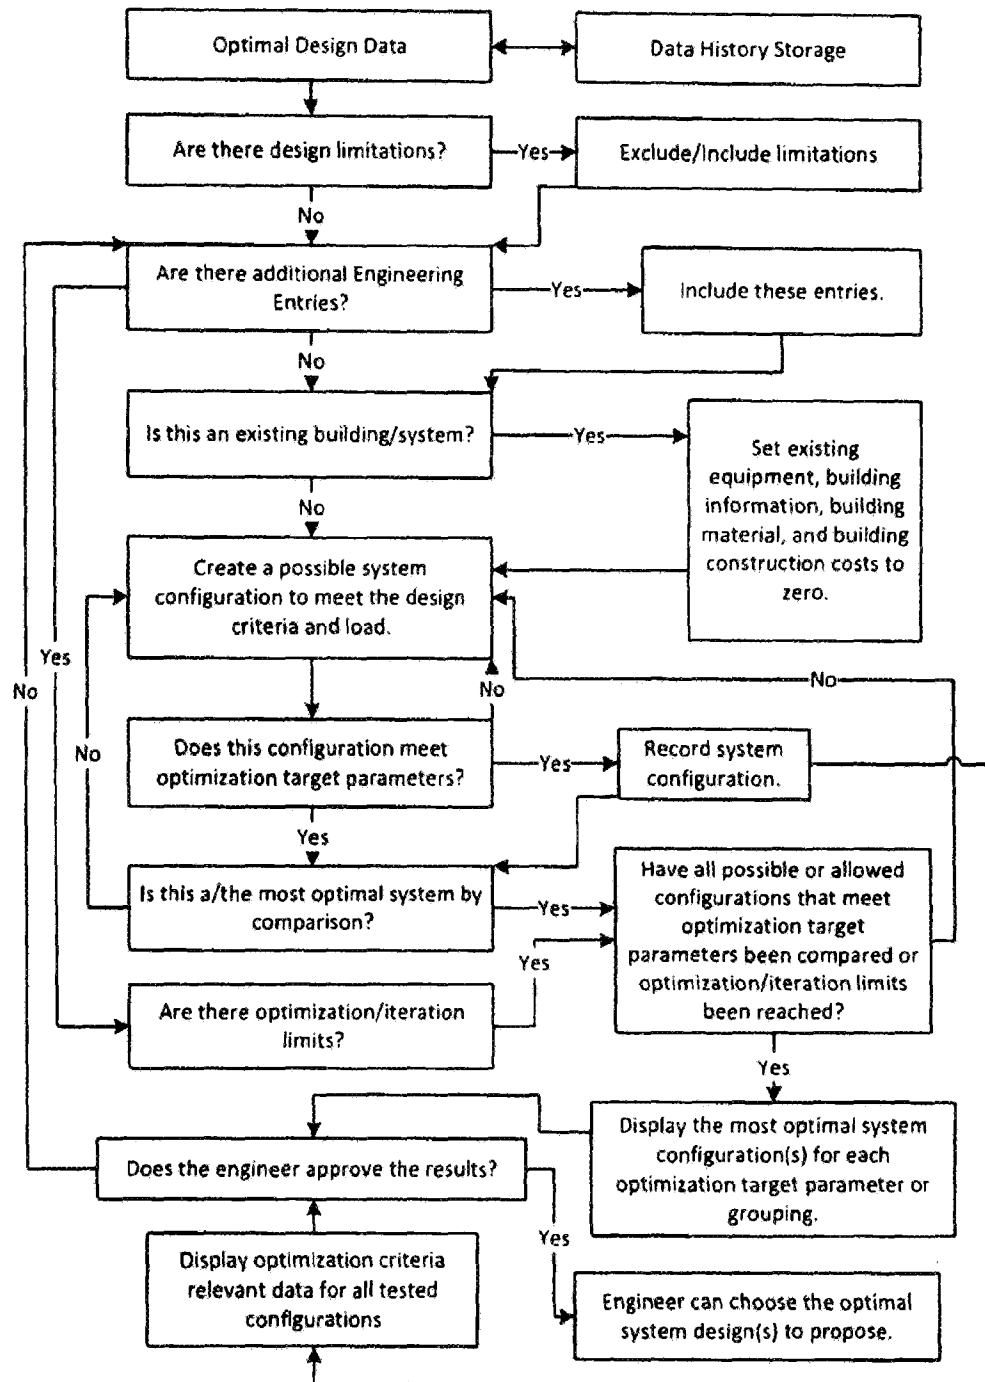 Optimal Design Data
Data History Storage
Are there design limitations?
Yes
Exclude/Include limitations
No
Are there additional Engineering
Entries?
Yes
Include these entries.
No
Is this an existing building/system?
Yes
Set existing
equipment, building
information, building
material, and building
construction costs to
zero.
No
Create a possible system
configuration to meet the design
criteria and load.
Yes
No
No
No
No
Does this configuration meet
optimization target parameters?
Yes
Record system
configuration.
Yes
Is this a/the most optimal system by
comparison?
Yes
Have all possible or allowed
configurations that meet
optimization target
parameters been compared or
optimization/iteration limits
been reached?
Yes
Are there optimization/iteration
limits?
Yes
Display the most optimal system
configuration(s) for each
optimization target parameter or
grouping.
Does the engineer approve the results?
Yes
Display optimization criteria
relevant data for all tested
configurations
Engineer can choose the optimal
system design(s) to propose.